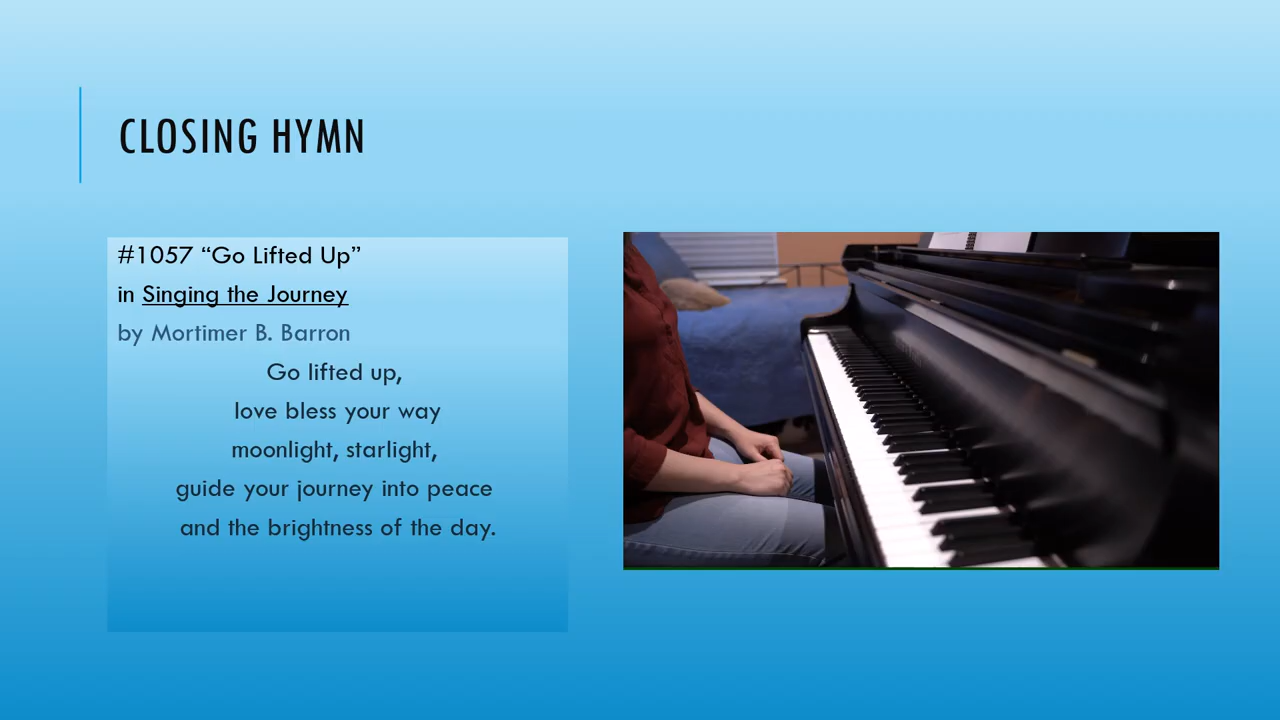 CLOSING HYMN
#1057 “Go Lifted Up”
in Singing the Journey
by Mortimer B. Barron
Go lifted up,
love bless your way
moonlight, starlight,
guide your journey into peace
and the brightness of the day.